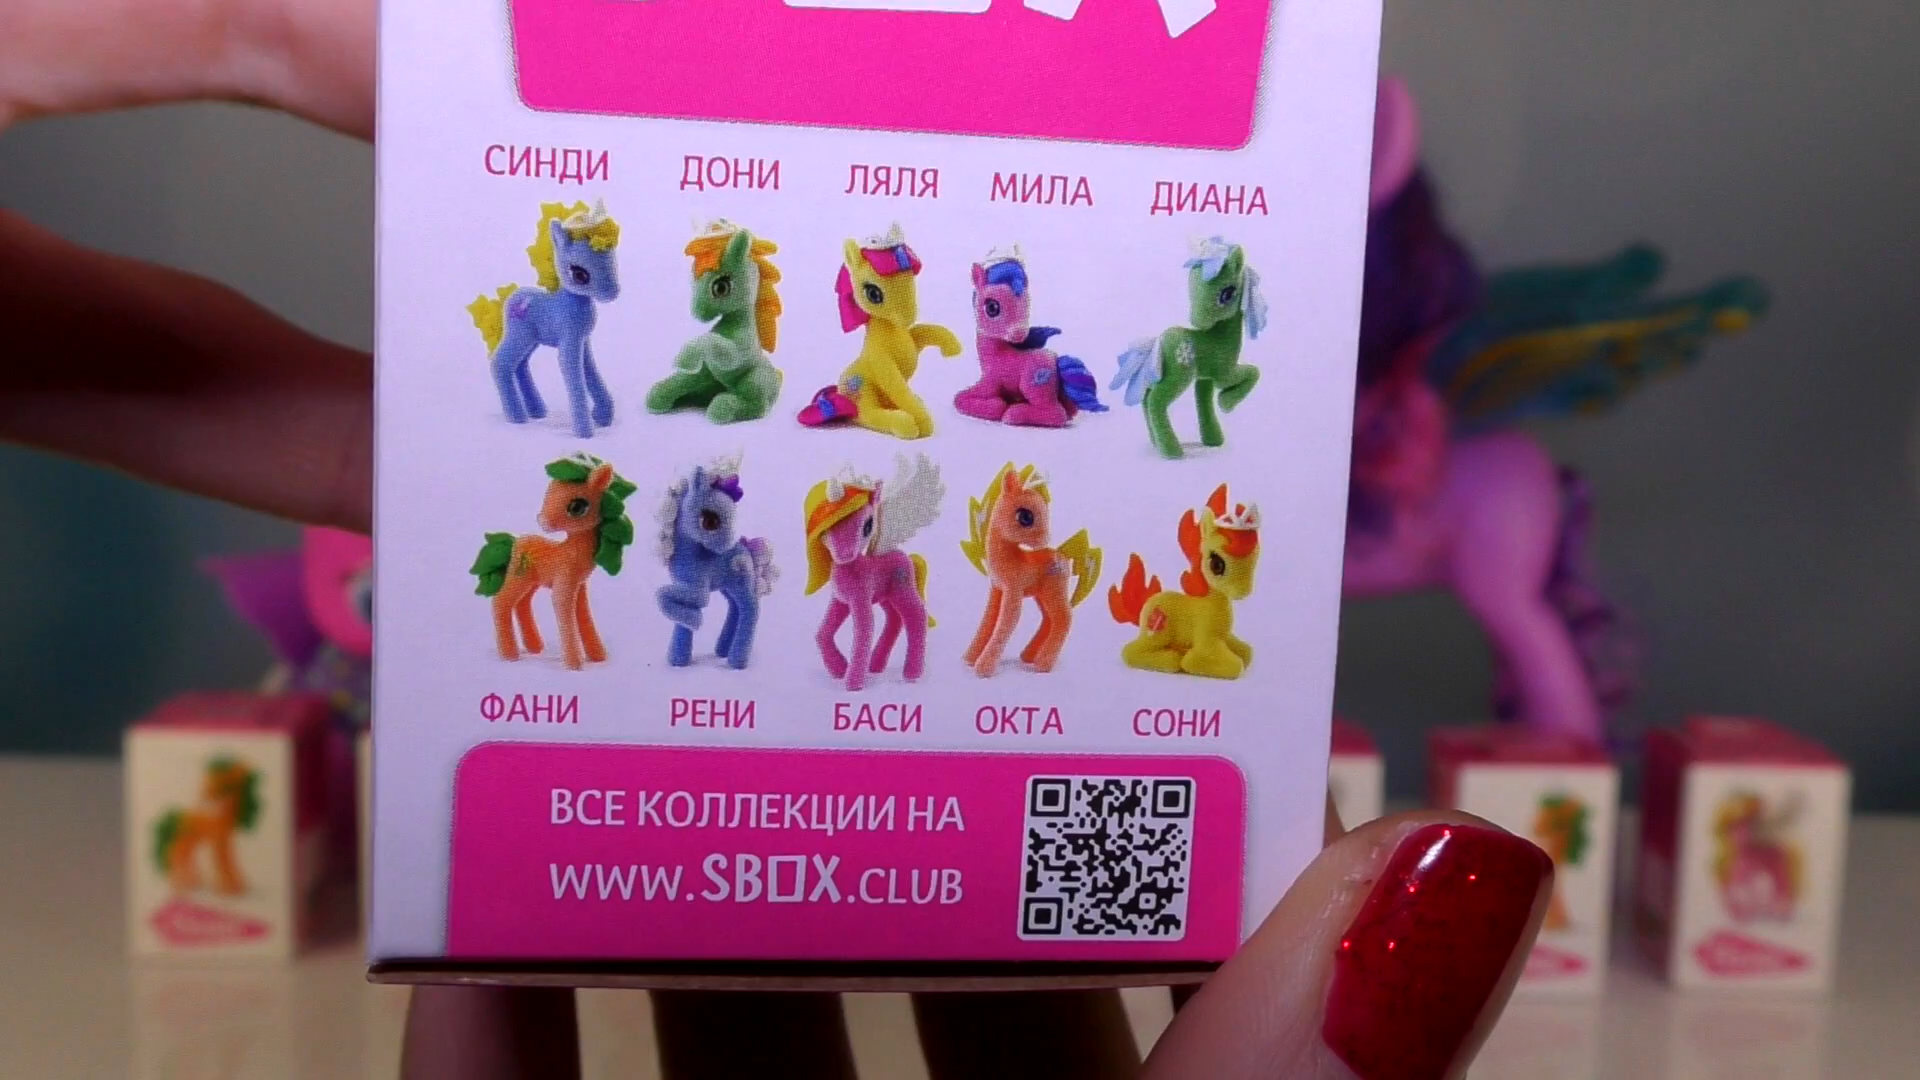 СИНДИ ДОНИ ЛЯЛЯ МИЛА ДИАНА
ФАНИ РЕНИ БАСИ ОКТА СОНИ
ВСЕ КОЛЛЕКЦИИ НА
WWW.SBOX.CLUB